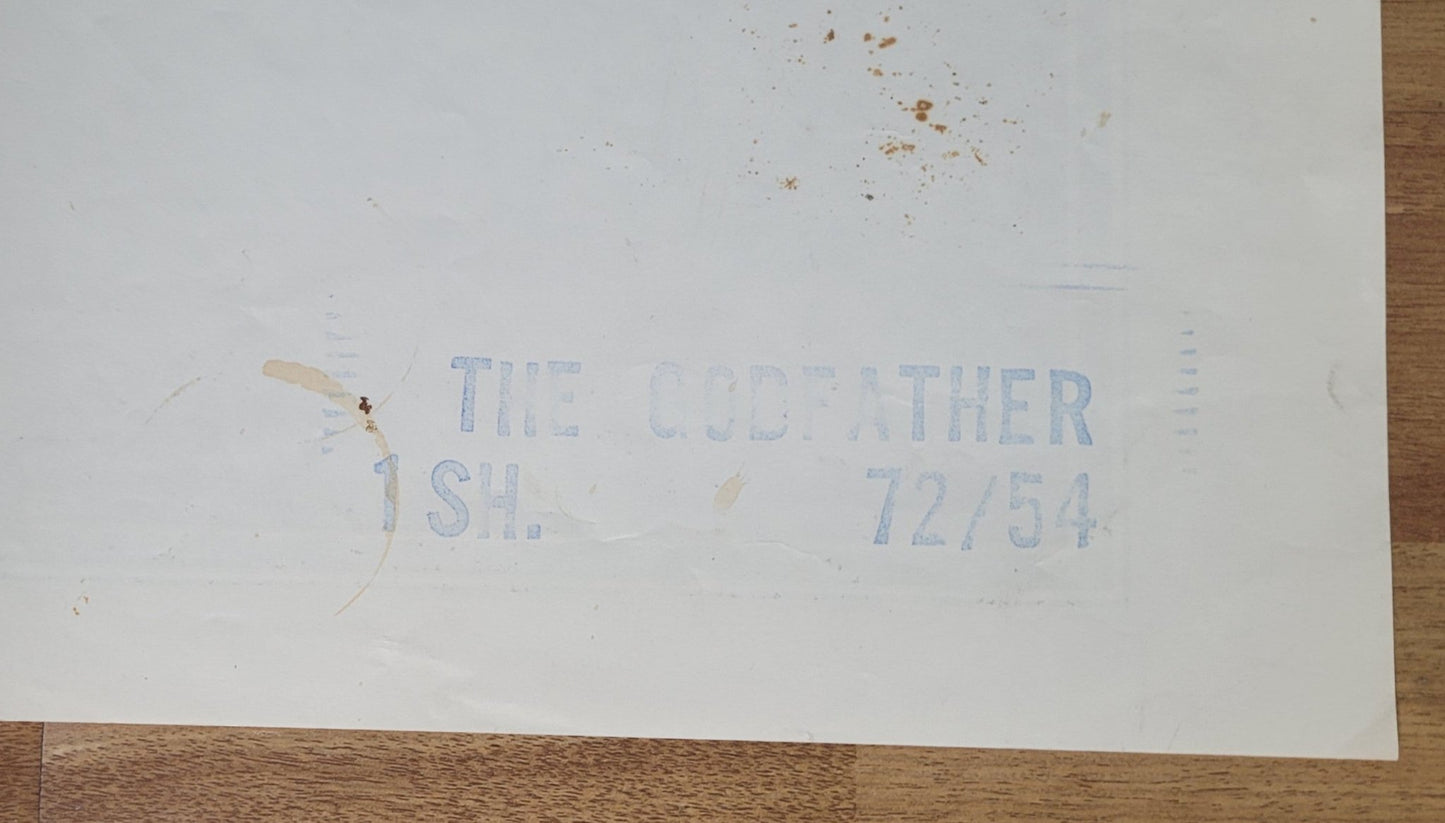 THE GODFATHER
1 SH. 72/54